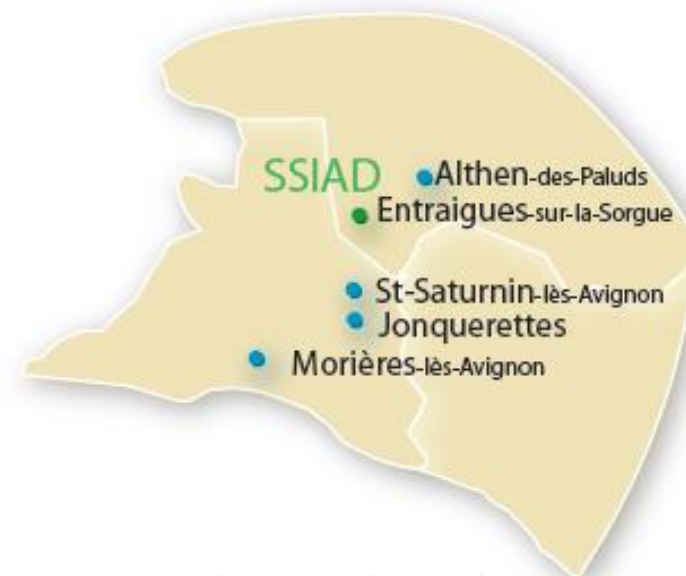 SSIAD
Althen-des-Paluds
Entraigues-sur-la-Sorgue
St-Saturnin-lès-Avignon
Jonquerettes
Morières-lès-Avignon